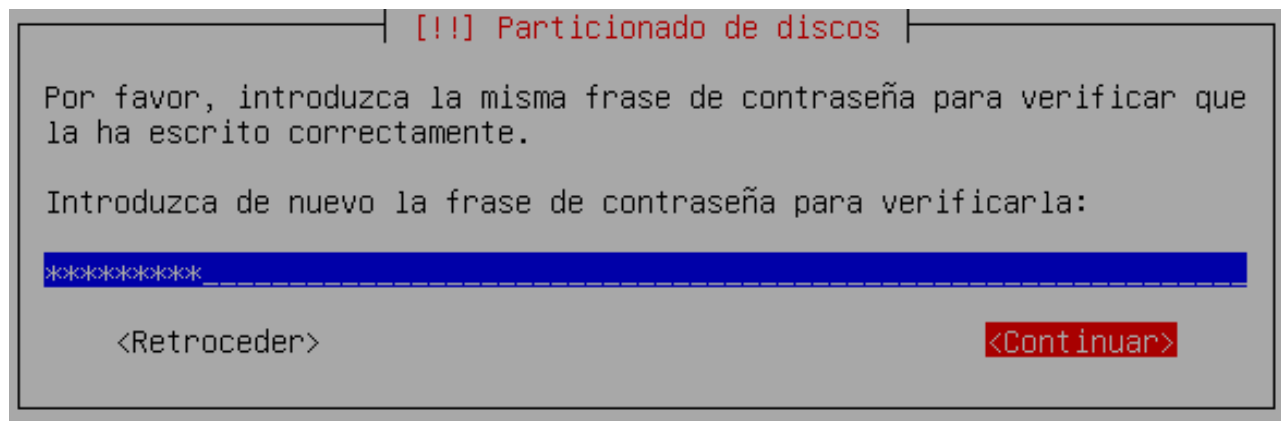 [!!] Particionado de discos
Por favor, introduzca la misma frase de contraseña para verificar que
la ha escrito correctamente.
Introduzca de nuevo la frase de contraseña para verificarla:
*********
<Retroceder> <Continuar>